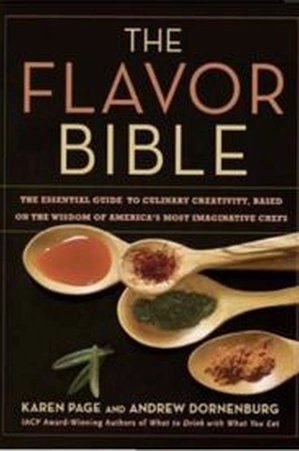 THE
FLAVOR
BIBLE
THE ESSENTIAL GUIDE TO CULINARY CREATIVITY, BASED
ON THE WISDOM OF AMERICA'S MOST IMAGINATIVE CHEFS
KAREN PAGE AND ANDREW DORNENBURG
IACP Award-Winning Authors of What to Drink with What You Eat